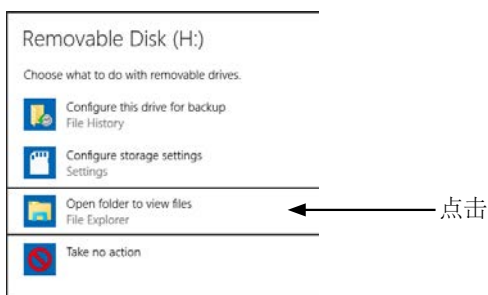 Removable Disk (H:)
Choose what to do with removable drives.
Configure this drive for backup
File History
Configure storage settings
Settings
Open folder to view files
File Explorer
点击
Take no action